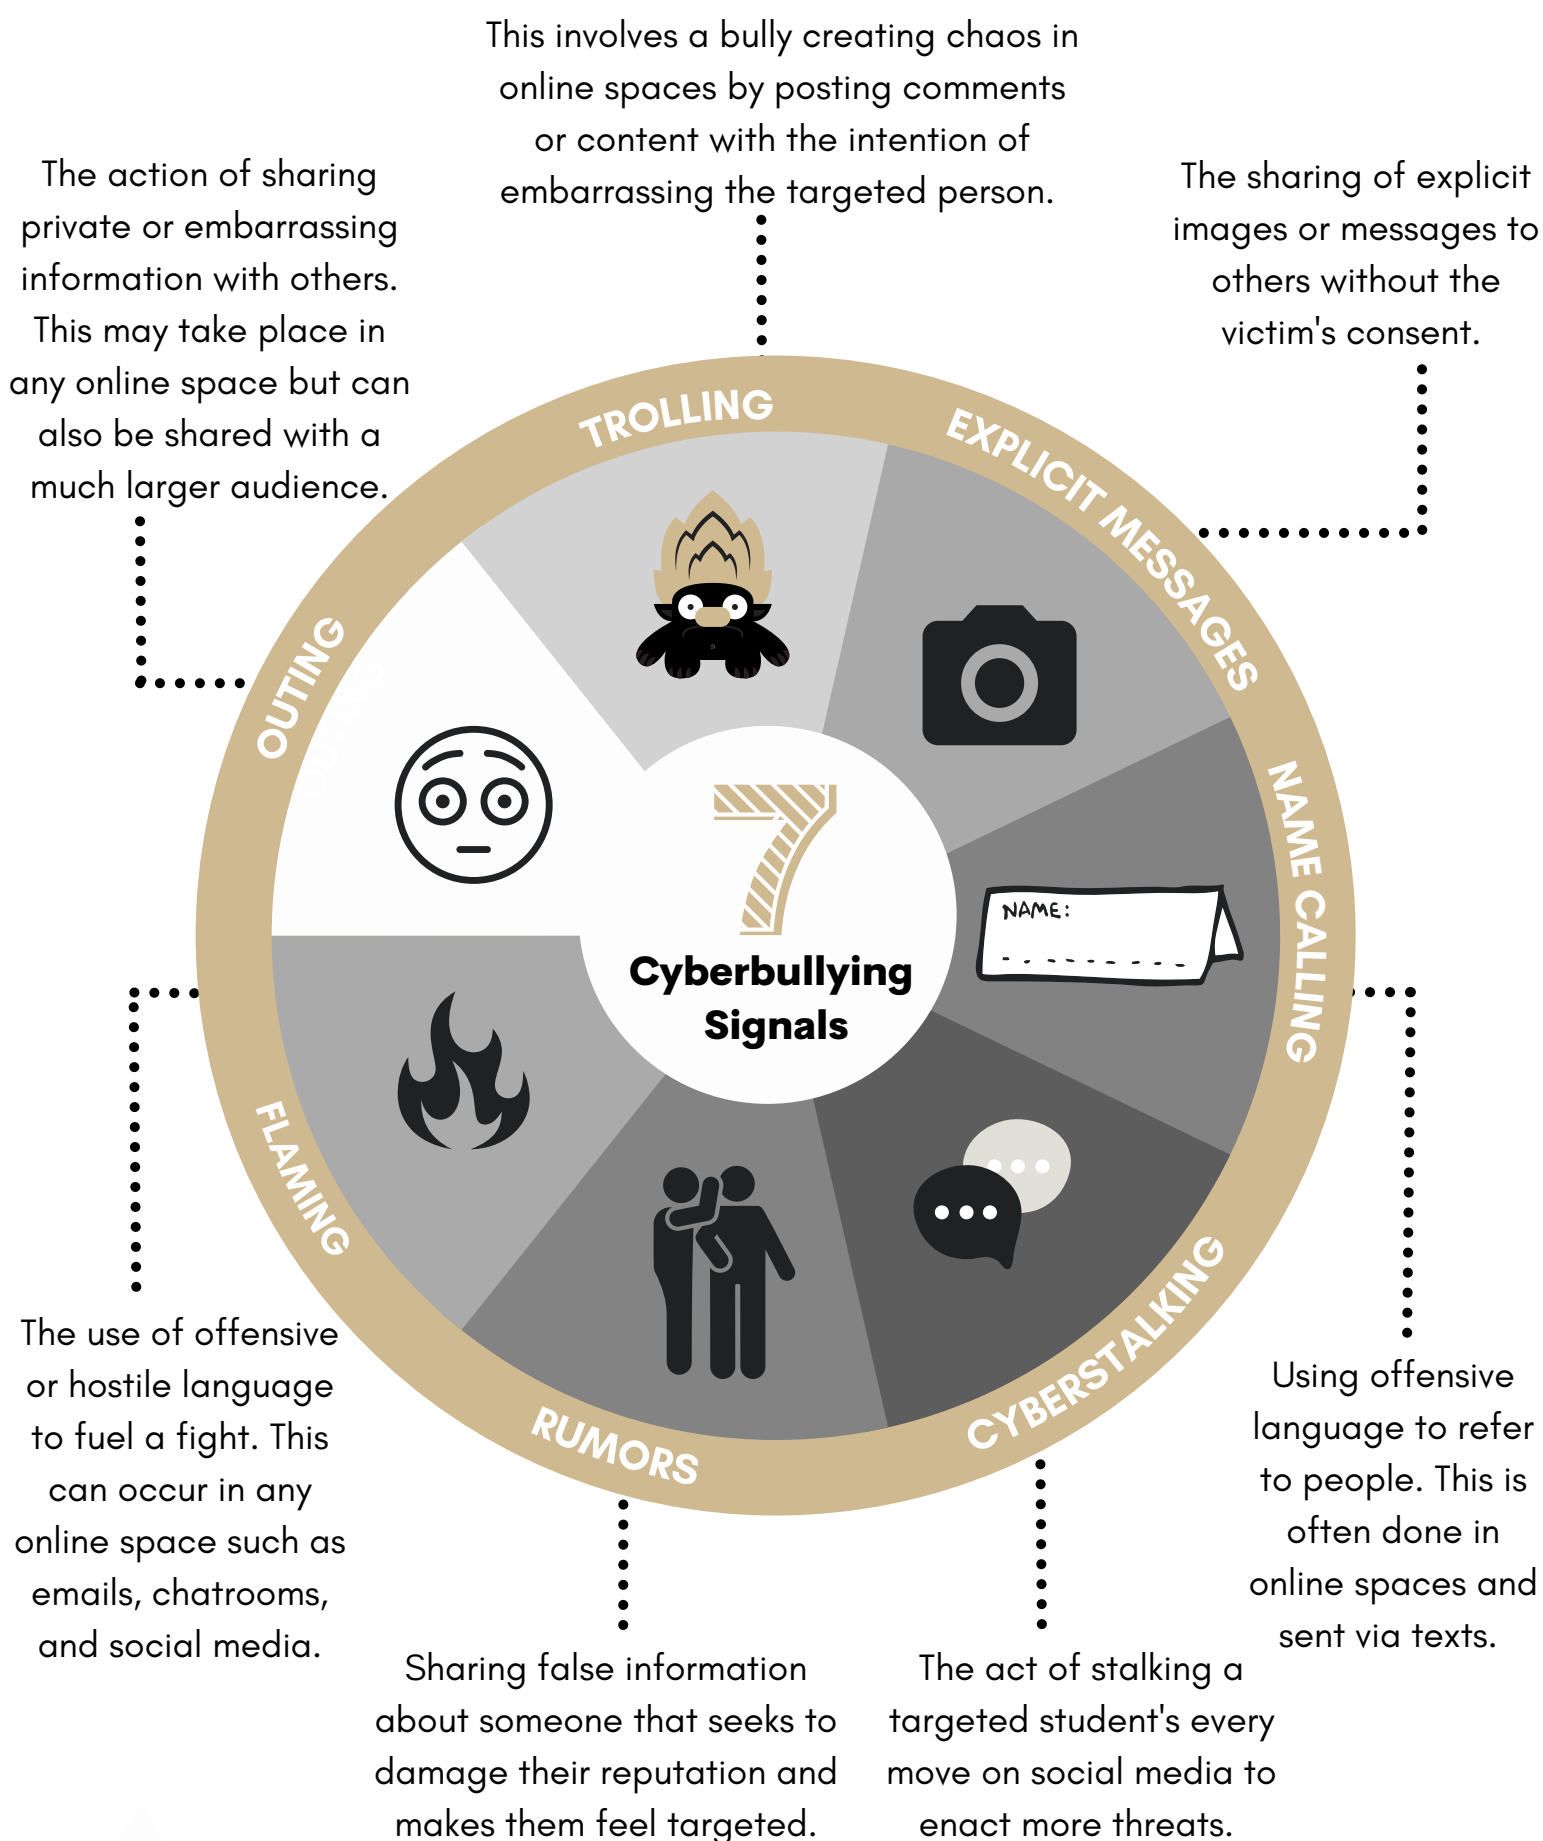 This involves a bully creating chaos in
online spaces by posting comments
or content with the intention of
embarrassing the targeted person.
The action of sharing
private or embarrassing
information with others.
This may take place in
any online space but can
also be shared with a
much larger audience.
The sharing of explicit
images or messages to
others without the
victim's consent.
TROLLING
EXPLICIT MESSAGES
OUTING
OUTING
NAME CALLING
NAME:
7
Cyberbullying
Signals
FLAMING
RUMORS
CYBERSTALKING
The use of offensive
or hostile language
to fuel a fight. This
can occur in any
online space such as
emails, chatrooms,
and social media.
Using offensive
language to refer
to people. This is
often done in
online spaces and
sent via texts.
Sharing false information
about someone that seeks to
damage their reputation and
makes them feel targeted.
The act of stalking a
targeted student's every
move on social media to
enact more threats.